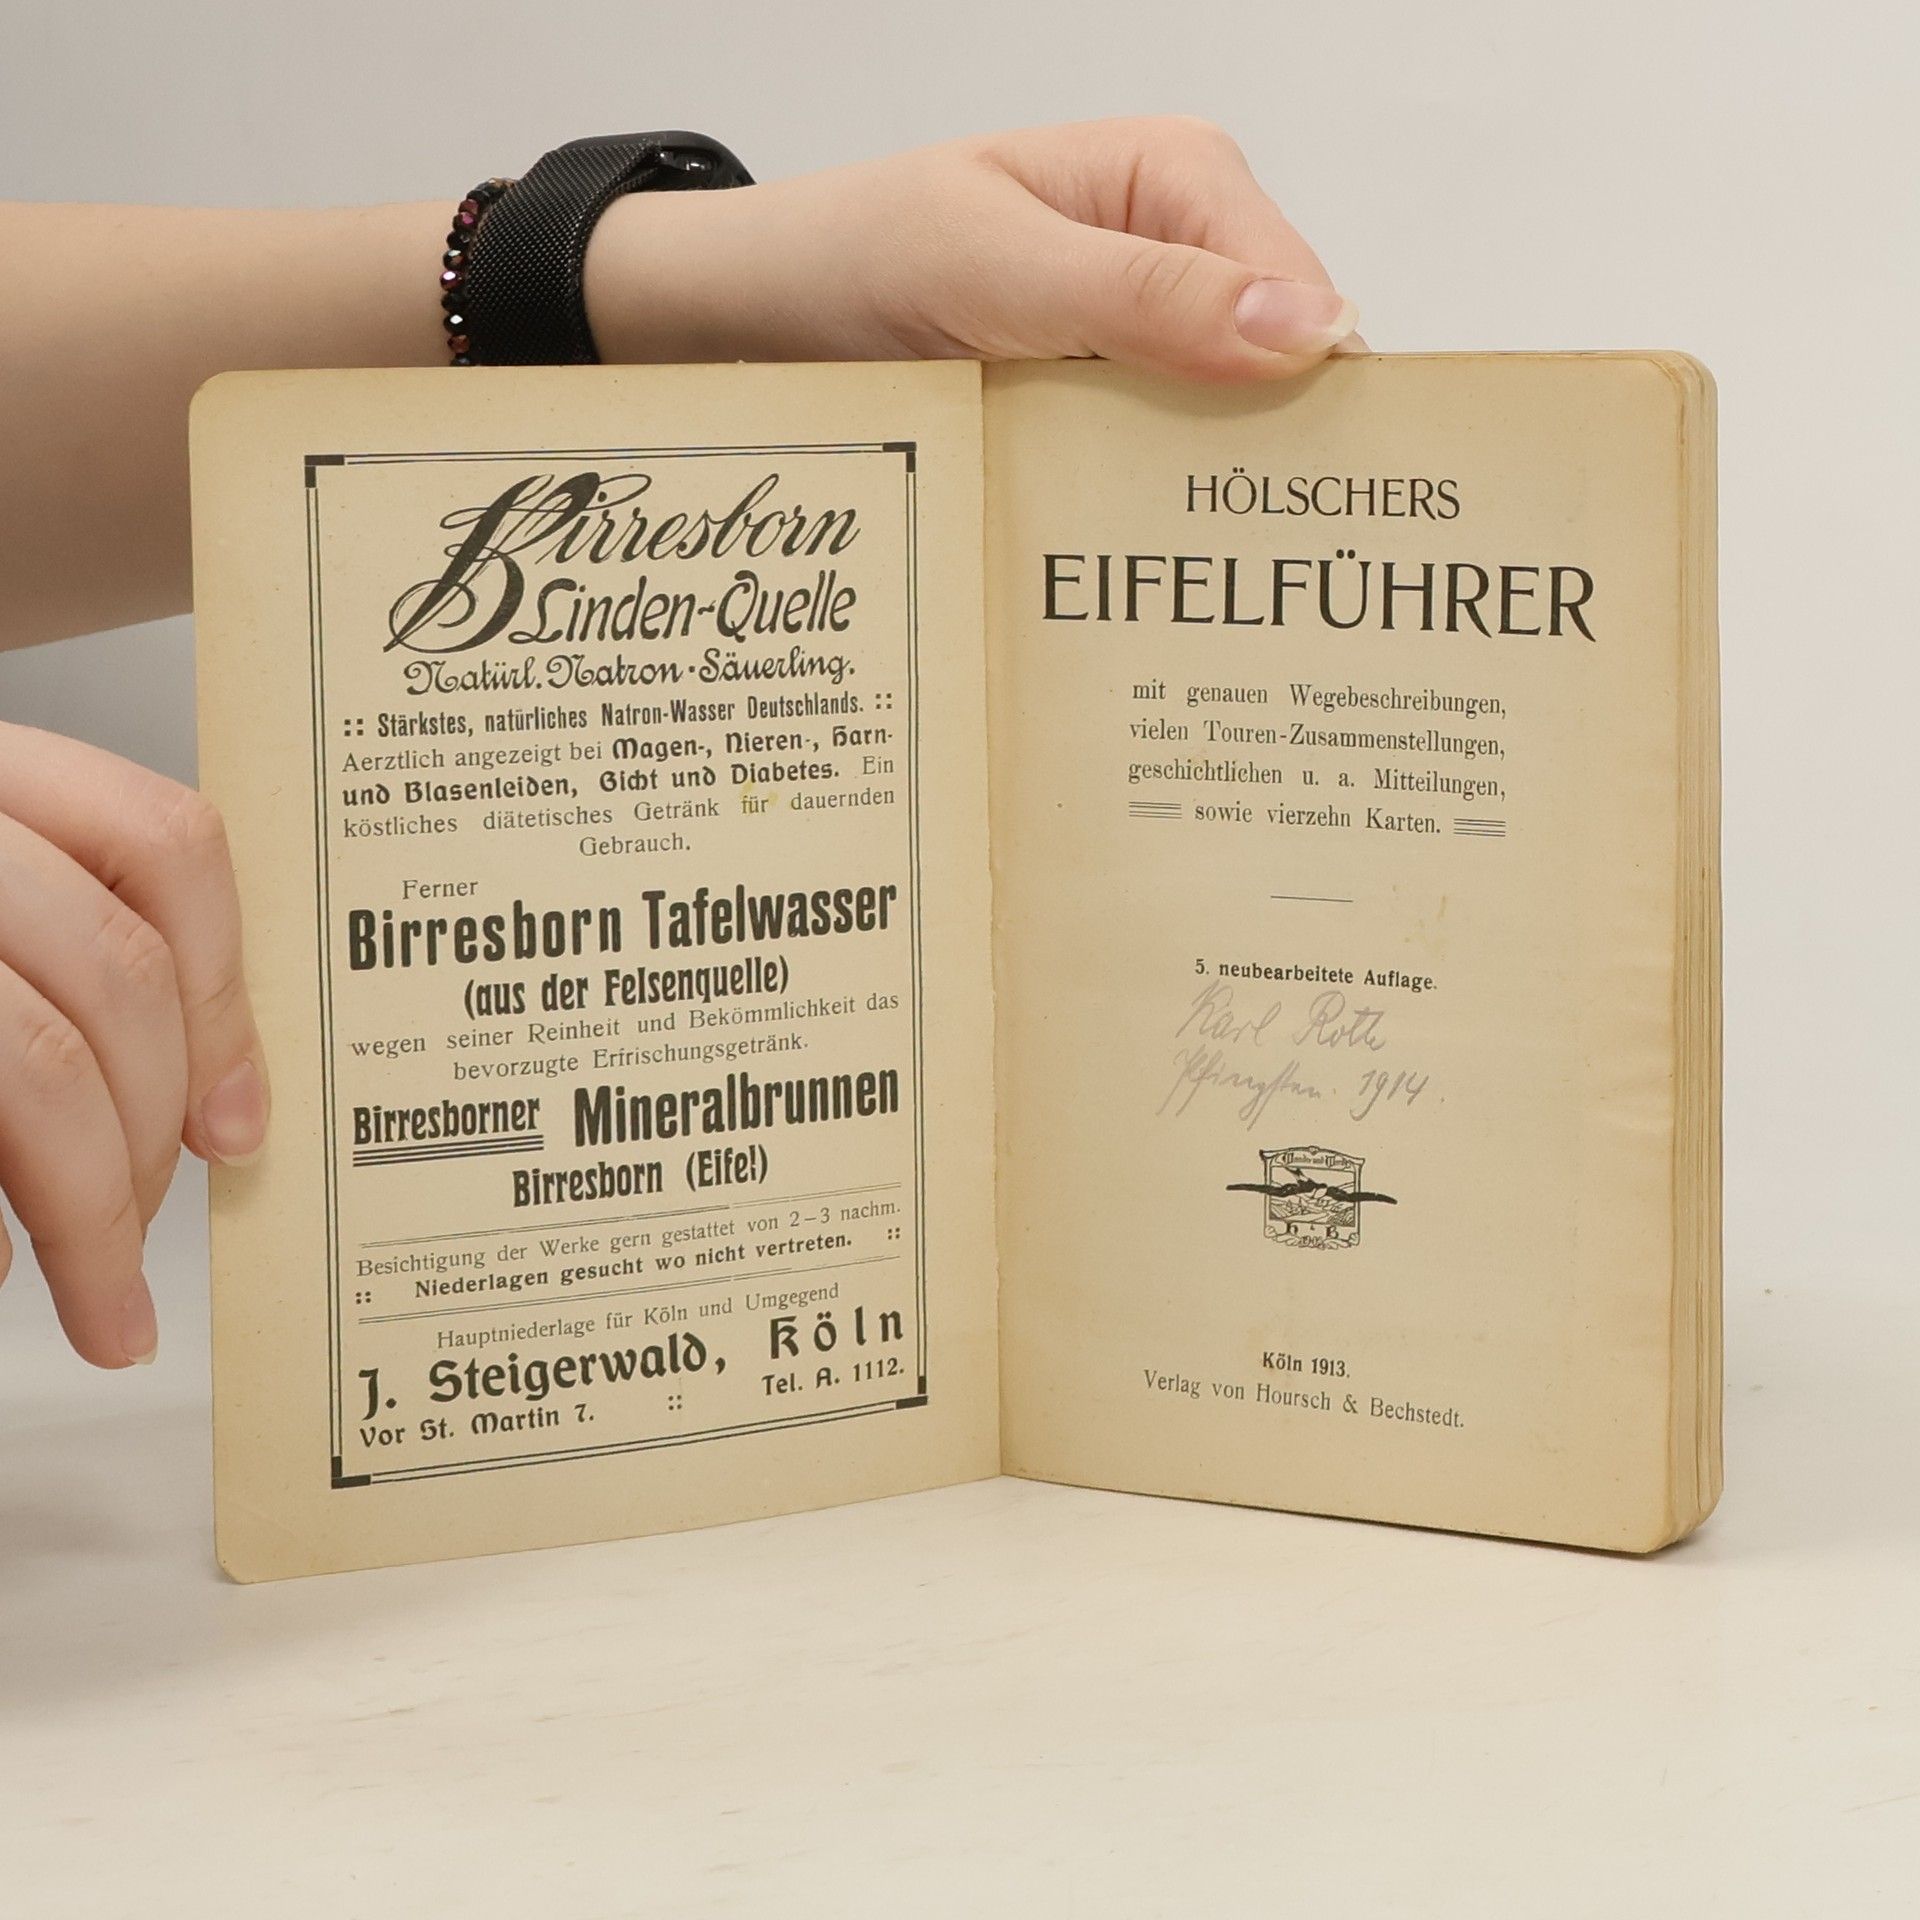 Birresborn
Linden-Quelle
Natürl. Natron-Säuerling.
:: Stärkstes, natürliches Natron-Wasser Deutschlands. ::
Aerztlich angezeigt bei Magen-, Nieren-, Harn-
und Blasenleiden, Gicht und Diabetes. Ein
köstliches diätetisches Getränk für dauernden
Gebrauch.
Ferner
Birresborn Tafelwasser
(aus der Felsenquelle)
wegen seiner Reinheit und Bekömmlichkeit das
bevorzugte Erfrischungsgetränk.
Birresborner Mineralbrunnen
Birresborn (Eifel)
Besichtigung der Werke gern gestattet von 2–3 nachm.
:: Niederlagen gesucht wo nicht vertreten. ::
Hauptniederlage für Köln und Umgegend
J. Steigerwald, Köln
Vor St. Martin 7. :: Tel. A. 1112.
HÖLSCHERS
EIFELFÜHRER
mit genauen Wegebeschreibungen,
vielen Touren-Zusammenstellungen,
geschichtlichen u. a. Mitteilungen,
sowie vierzehn Karten.
5. neubearbeitete Auflage.
Karl Roth
Pfingsten. 1914.
H & B
Köln 1913.
Verlag von Hoursch & Bechstedt.